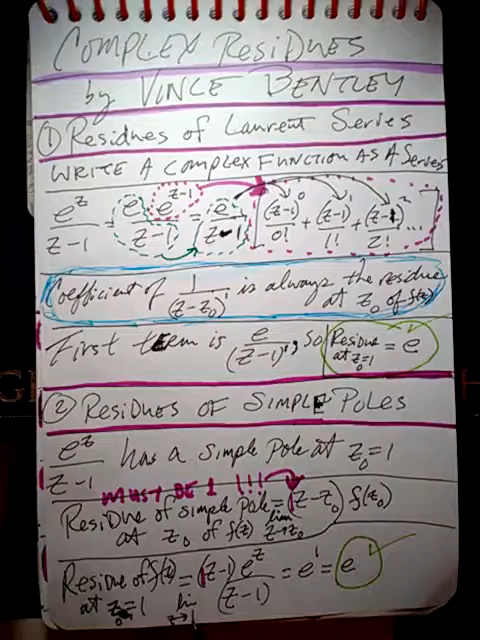 COMPLEX RESIDUES
by VINCE BENTLEY
① Residues of Laurent Series
WRITE A COMPLEX FUNCTION AS A Series
e^z/(z-1) = e · e^(z-1)/(z-1) = e/(z-1) [(z-1)^0/0! + (z-1)^1/1! + (z-1)^2/2! ...
Coefficient of 1/(z-z₀)^1 is always the residue
at z₀ of f(z)
First term is e/(z-1)^1, so Residue at z₀=1 = e^1
② RESIDUES OF SIMPLE POLES
e^z/(z-1) has a simple pole at z₀=1
MUST BE 1 !!!
Residue of simple pole = (z-z₀) f(z₀)
at z₀ of f(z) lim z→z₀
Residue of f(z) = (z-1) e^z/(z-1) = e^1 = e
at z₀=1 lim z→1